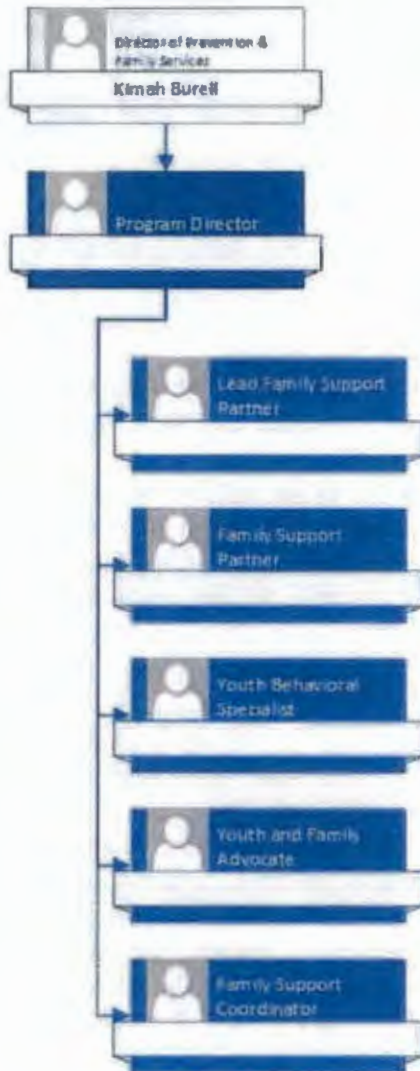 Director of Prevention &
Family Services
Kimah Burell
Program Director
Lead Family Support
Partner
Family Support
Partner
Youth Behavioral
Specialist
Youth and Family
Advocate
Family Support
Coordinator